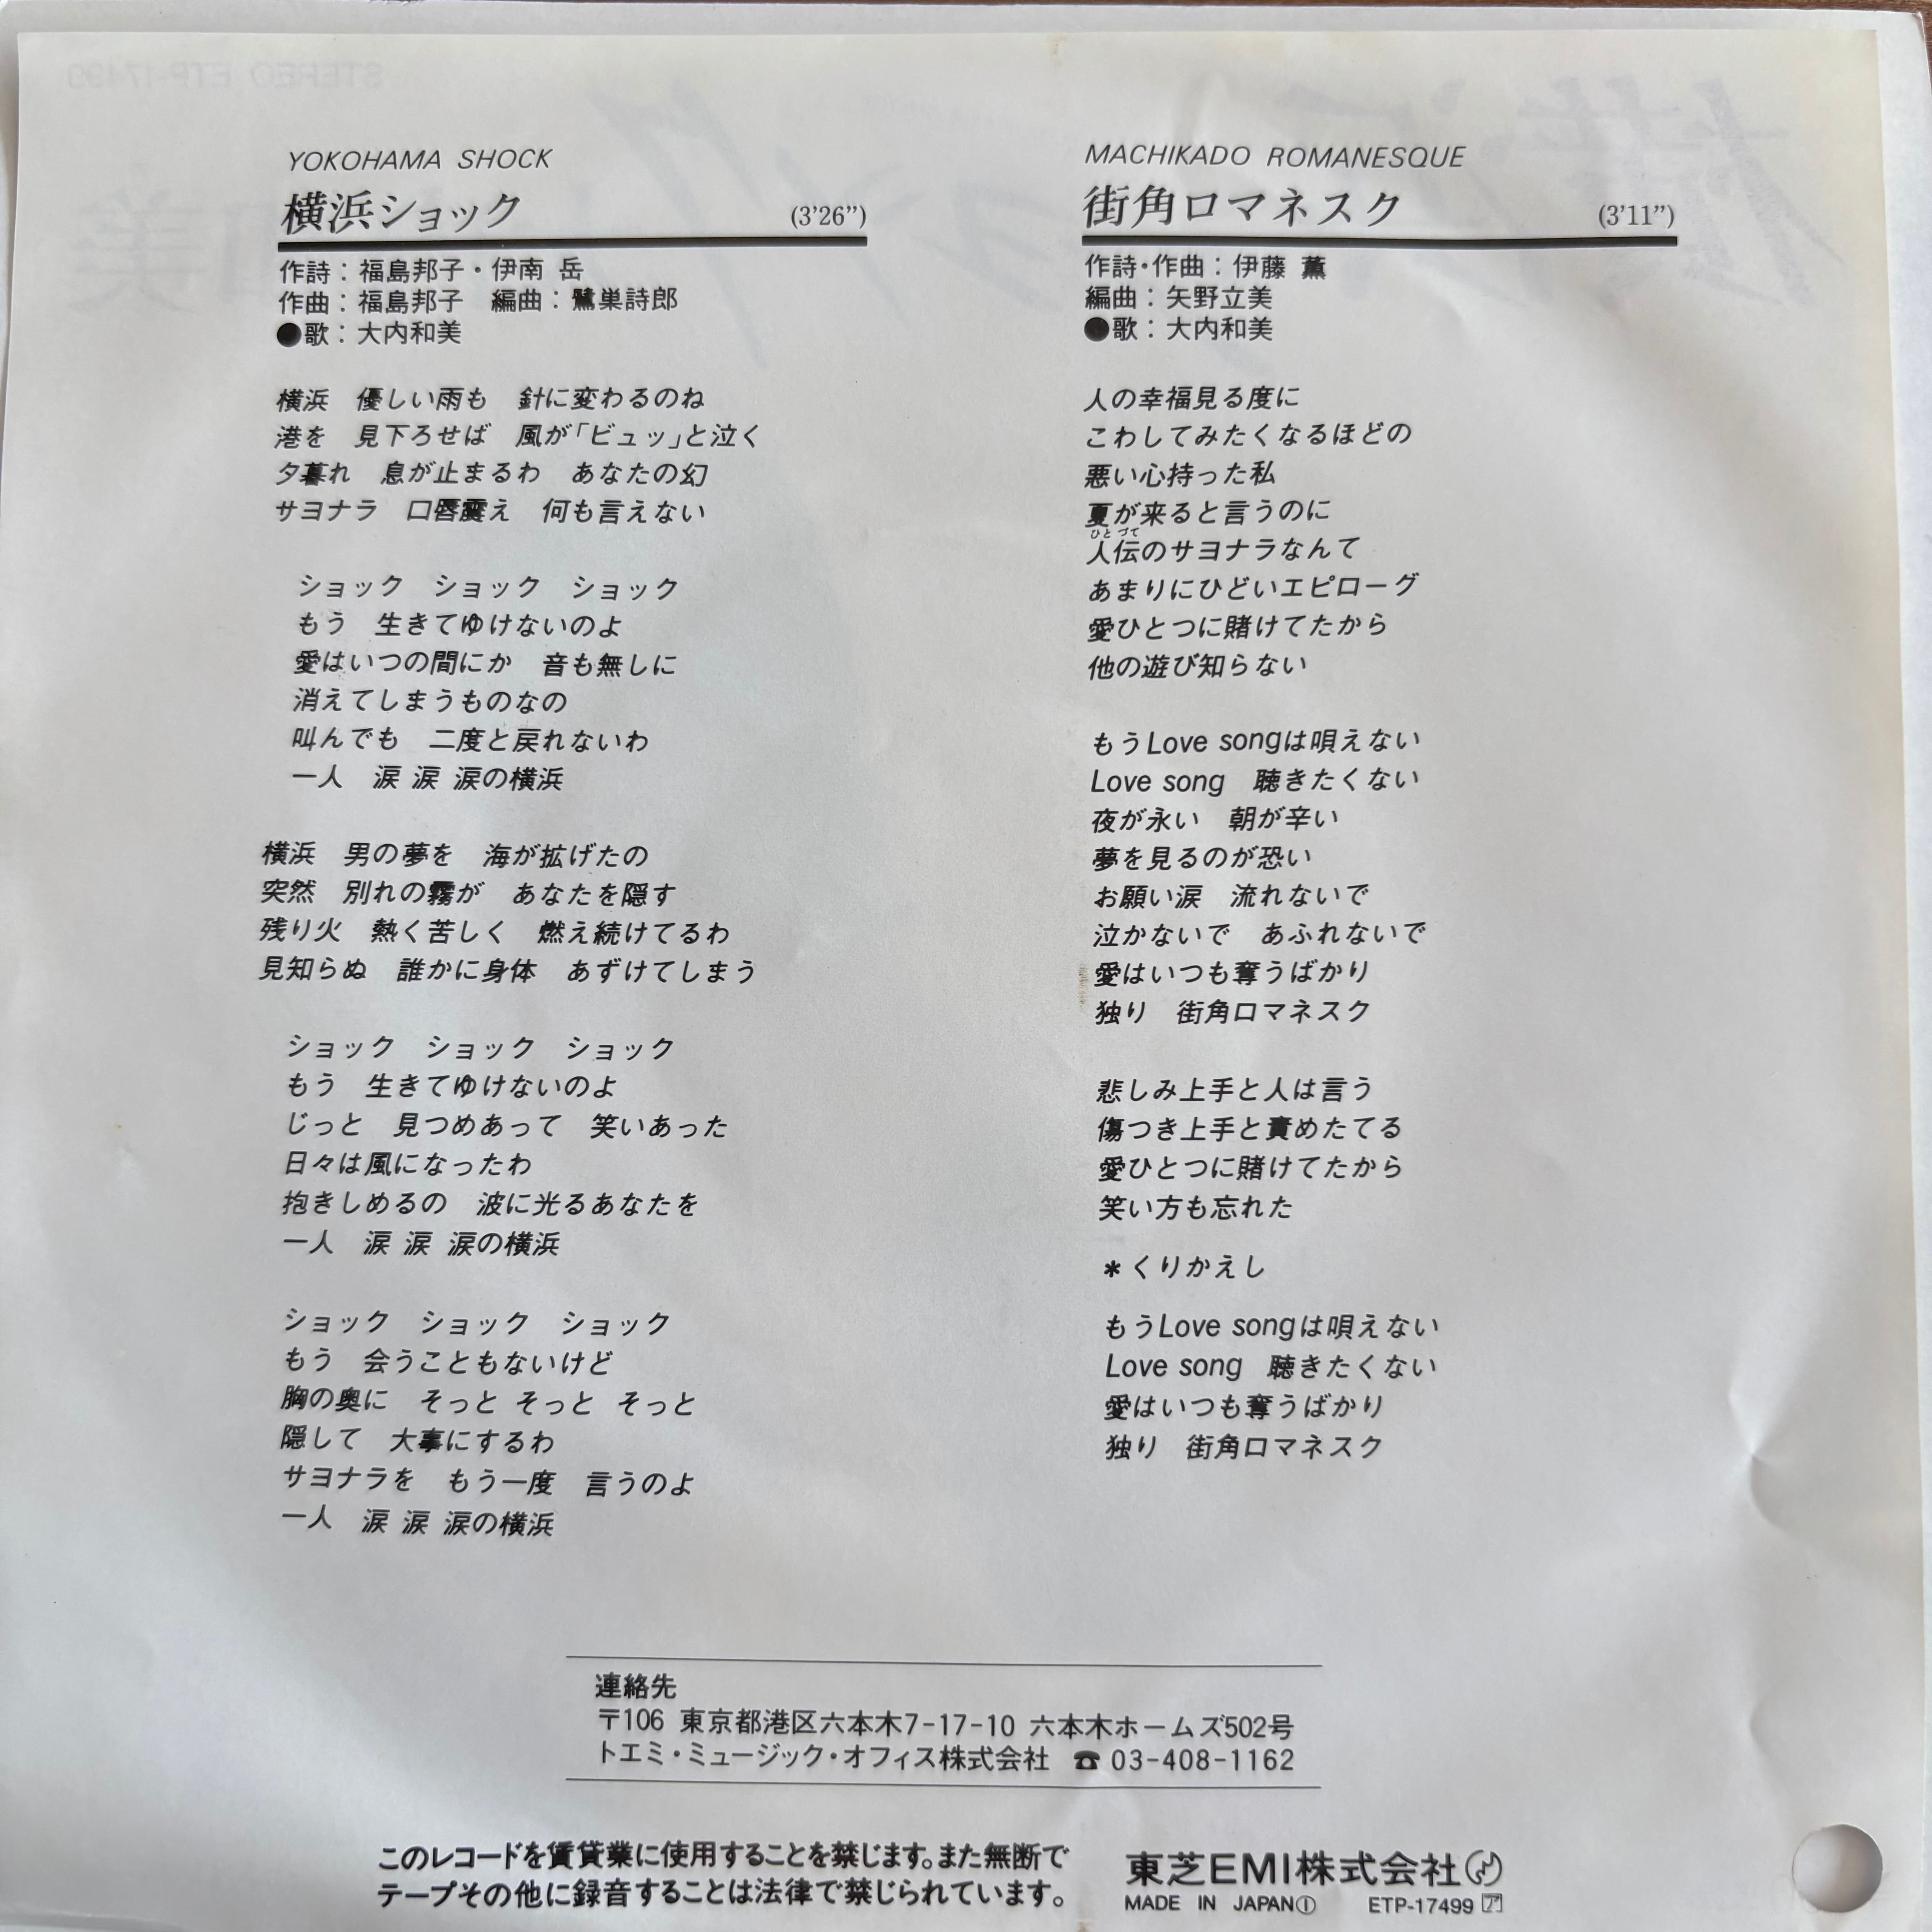 YOKOHAMA SHOCK
横浜ショック (3'26")
作詩：福島邦子・伊南 岳
作曲：福島邦子 編曲：鷺巣詩郎
●歌：大内和美
横浜 優しい雨も 針に変わるのね
港を 見下ろせば 風が「ビュッ」と泣く
夕暮れ 息が止まるわ あなたの幻
サヨナラ 口唇震え 何も言えない
ショック ショック ショック
もう 生きてゆけないのよ
愛はいつの間にか 音も無しに
消えてしまうものなの
叫んでも 二度と戻れないわ
一人 涙 涙 涙の横浜
横浜 男の夢を 海が拡げたの
突然 別れの霧が あなたを隠す
残り火 熱く苦しく 燃え続けてるわ
見知らぬ 誰かに身体 あずけてしまう
ショック ショック ショック
もう 生きてゆけないのよ
じっと 見つめあって 笑いあった
日々は風になったわ
抱きしめるの 波に光るあなたを
一人 涙 涙 涙の横浜
ショック ショック ショック
もう 会うこともないけど
胸の奥に そっと そっと そっと
隠して 大事にするわ
サヨナラを もう一度 言うのよ
一人 涙 涙 涙の横浜
MACHIKADO ROMANESQUE
街角ロマネスク (3'11")
作詩・作曲：伊藤 薫
編曲：矢野立美
●歌：大内和美
人の幸福見る度に
こわしてみたくなるほどの
悪い心持った私
夏が来ると言うのに
ひとづて
人伝のサヨナラなんて
あまりにひどいエピローグ
愛ひとつに賭けてたから
他の遊び知らない
もうLove songは唄えない
Love song 聴きたくない
夜が永い 朝が辛い
夢を見るのが恐い
お願い涙 流れないで
泣かないで あふれないで
愛はいつも奪うばかり
独り 街角ロマネスク
悲しみ上手と人は言う
傷つき上手と責めたてる
愛ひとつに賭けてたから
笑い方も忘れた
＊くりかえし
もうLove songは唄えない
Love song 聴きたくない
愛はいつも奪うばかり
独り 街角ロマネスク
連絡先
〒106 東京都港区六本木7-17-10 六本木ホームズ502号
トエミ・ミュージック・オフィス株式会社 ☎ 03-408-1162
このレコードを賃貸業に使用することを禁じます。また無断で
テープその他に録音することは法律で禁じられています。
東芝EMI株式会社
MADE IN JAPAN① ETP-17499
STEREO ETP-17499